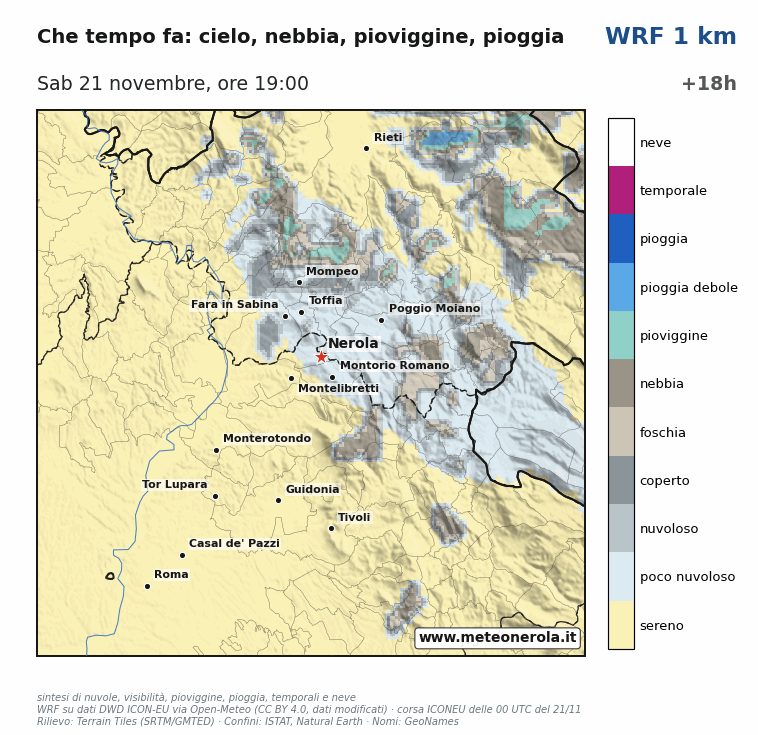 Che tempo fa: cielo, nebbia, pioviggine, pioggia
WRF 1 km
Sab 21 novembre, ore 19:00
+18h
Rieti
Mompeo
Fara in Sabina
Toffia
Poggio Moiano
Nerola
Montorio Romano
Montelibretti
Monterotondo
Tor Lupara
Guidonia
Tivoli
Casal de' Pazzi
Roma
www.meteonerola.it
neve
temporale
pioggia
pioggia debole
pioviggine
nebbia
foschia
coperto
nuvoloso
poco nuvoloso
sereno
sintesi di nuvole, visibilità, pioviggine, pioggia, temporali e neve
WRF su dati DWD ICON-EU via Open-Meteo (CC BY 4.0, dati modificati) · corsa ICONEU delle 00 UTC del 21/11
Rilievo: Terrain Tiles (SRTM/GMTED) · Confini: ISTAT, Natural Earth · Nomi: GeoNames